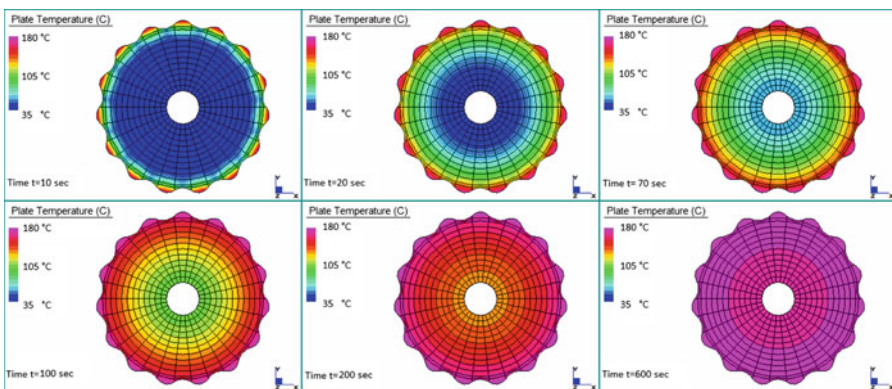 Plate Temperature (C)
180 °C
105 °C
35 °C
Time t=10 sec
Y
Z X
Plate Temperature (C)
180 °C
105 °C
35 °C
Time t=20 sec
Y
Z X
Plate Temperature (C)
180 °C
105 °C
35 °C
Time t= 70 sec
Y
Z X
Plate Temperature (C)
180 °C
105 °C
35 °C
Time t=100 sec
Y
Z X
Plate Temperature (C)
180 °C
105 °C
35 °C
Time t=200 sec
Y
Z X
Plate Temperature (C)
180 °C
105 °C
35 °C
Time t=600 sec
Y
Z X